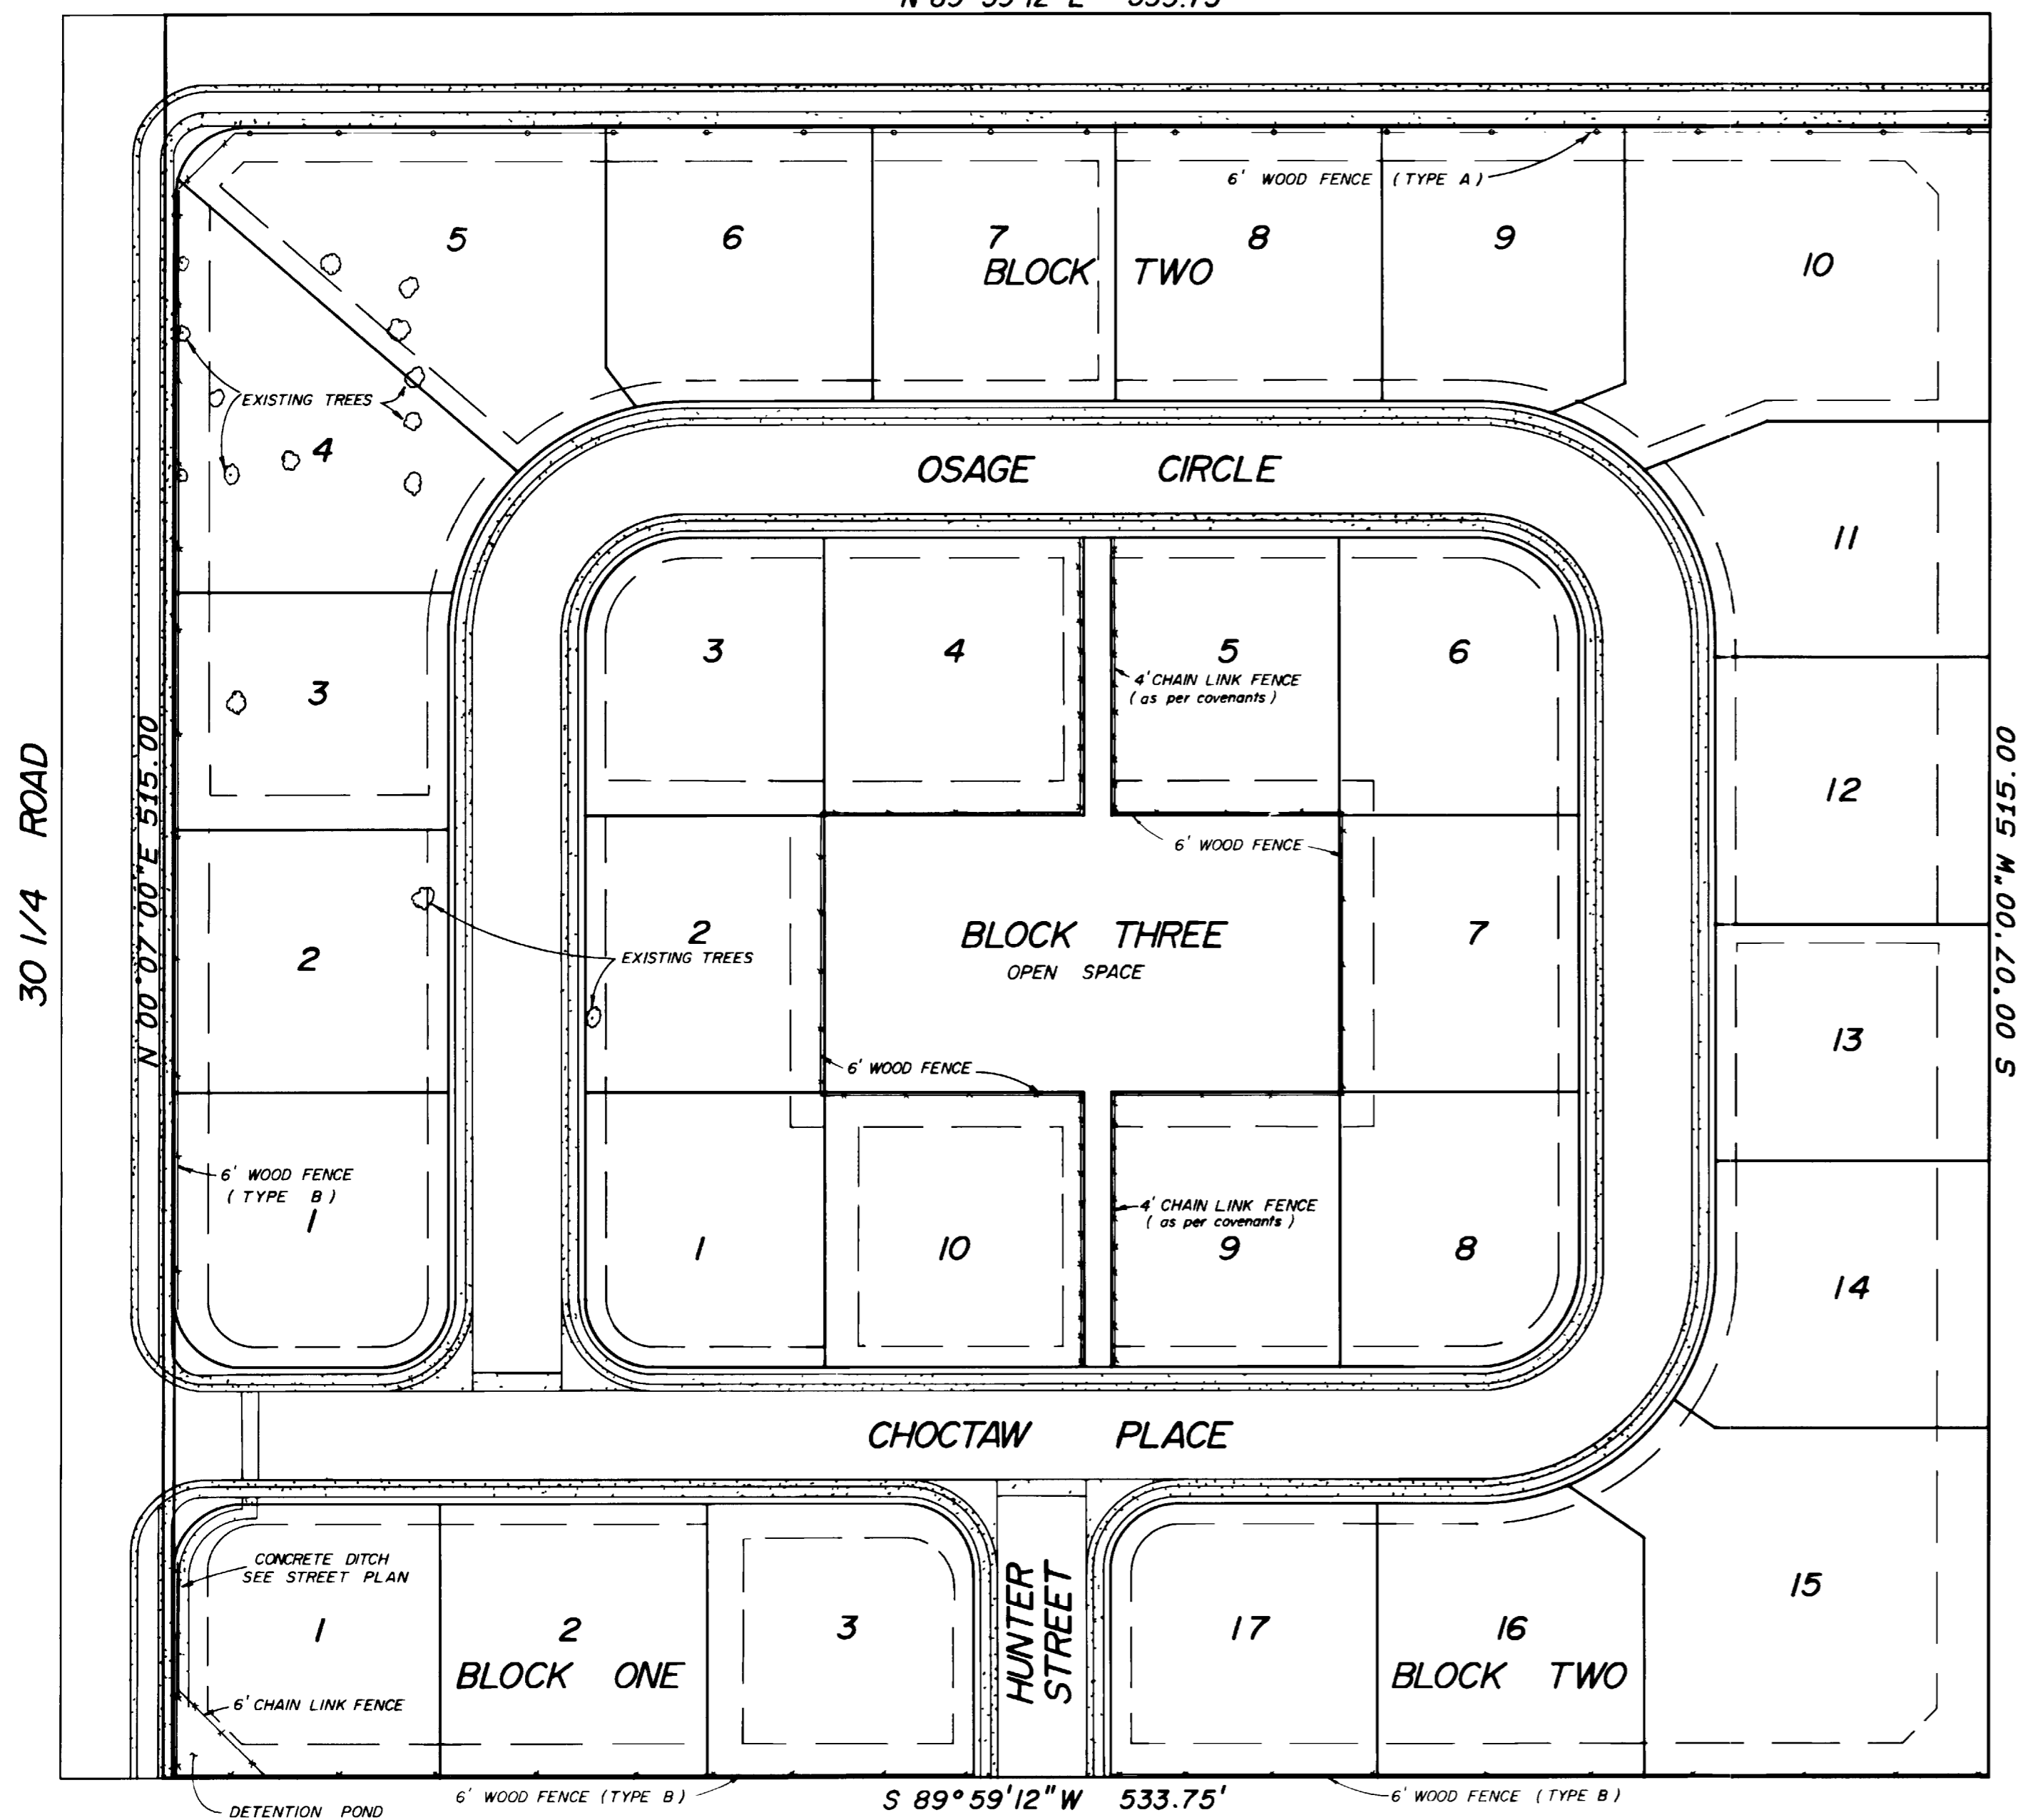 N 89°59'12"E 533.75'
6' WOOD FENCE (TYPE A)
5
6
7
8
9
10
BLOCK TWO
EXISTING TREES
4
OSAGE CIRCLE
11
3
3
4
5
6
4' CHAIN LINK FENCE
(as per covenants)
30 1/4 ROAD
N 00°07'00"E 515.00
S 00°07'00"W 515.00
12
6' WOOD FENCE
2
2
EXISTING TREES
BLOCK THREE
OPEN SPACE
7
13
6' WOOD FENCE
6' WOOD FENCE
(TYPE B)
1
1
10
4' CHAIN LINK FENCE
(as per covenants)
9
8
14
CHOCTAW PLACE
CONCRETE DITCH
SEE STREET PLAN
1
2
3
BLOCK ONE
HUNTER
STREET
17
16
BLOCK TWO
15
6' CHAIN LINK FENCE
DETENTION POND
6' WOOD FENCE (TYPE B)
S 89°59'12"W 533.75'
6' WOOD FENCE (TYPE B)